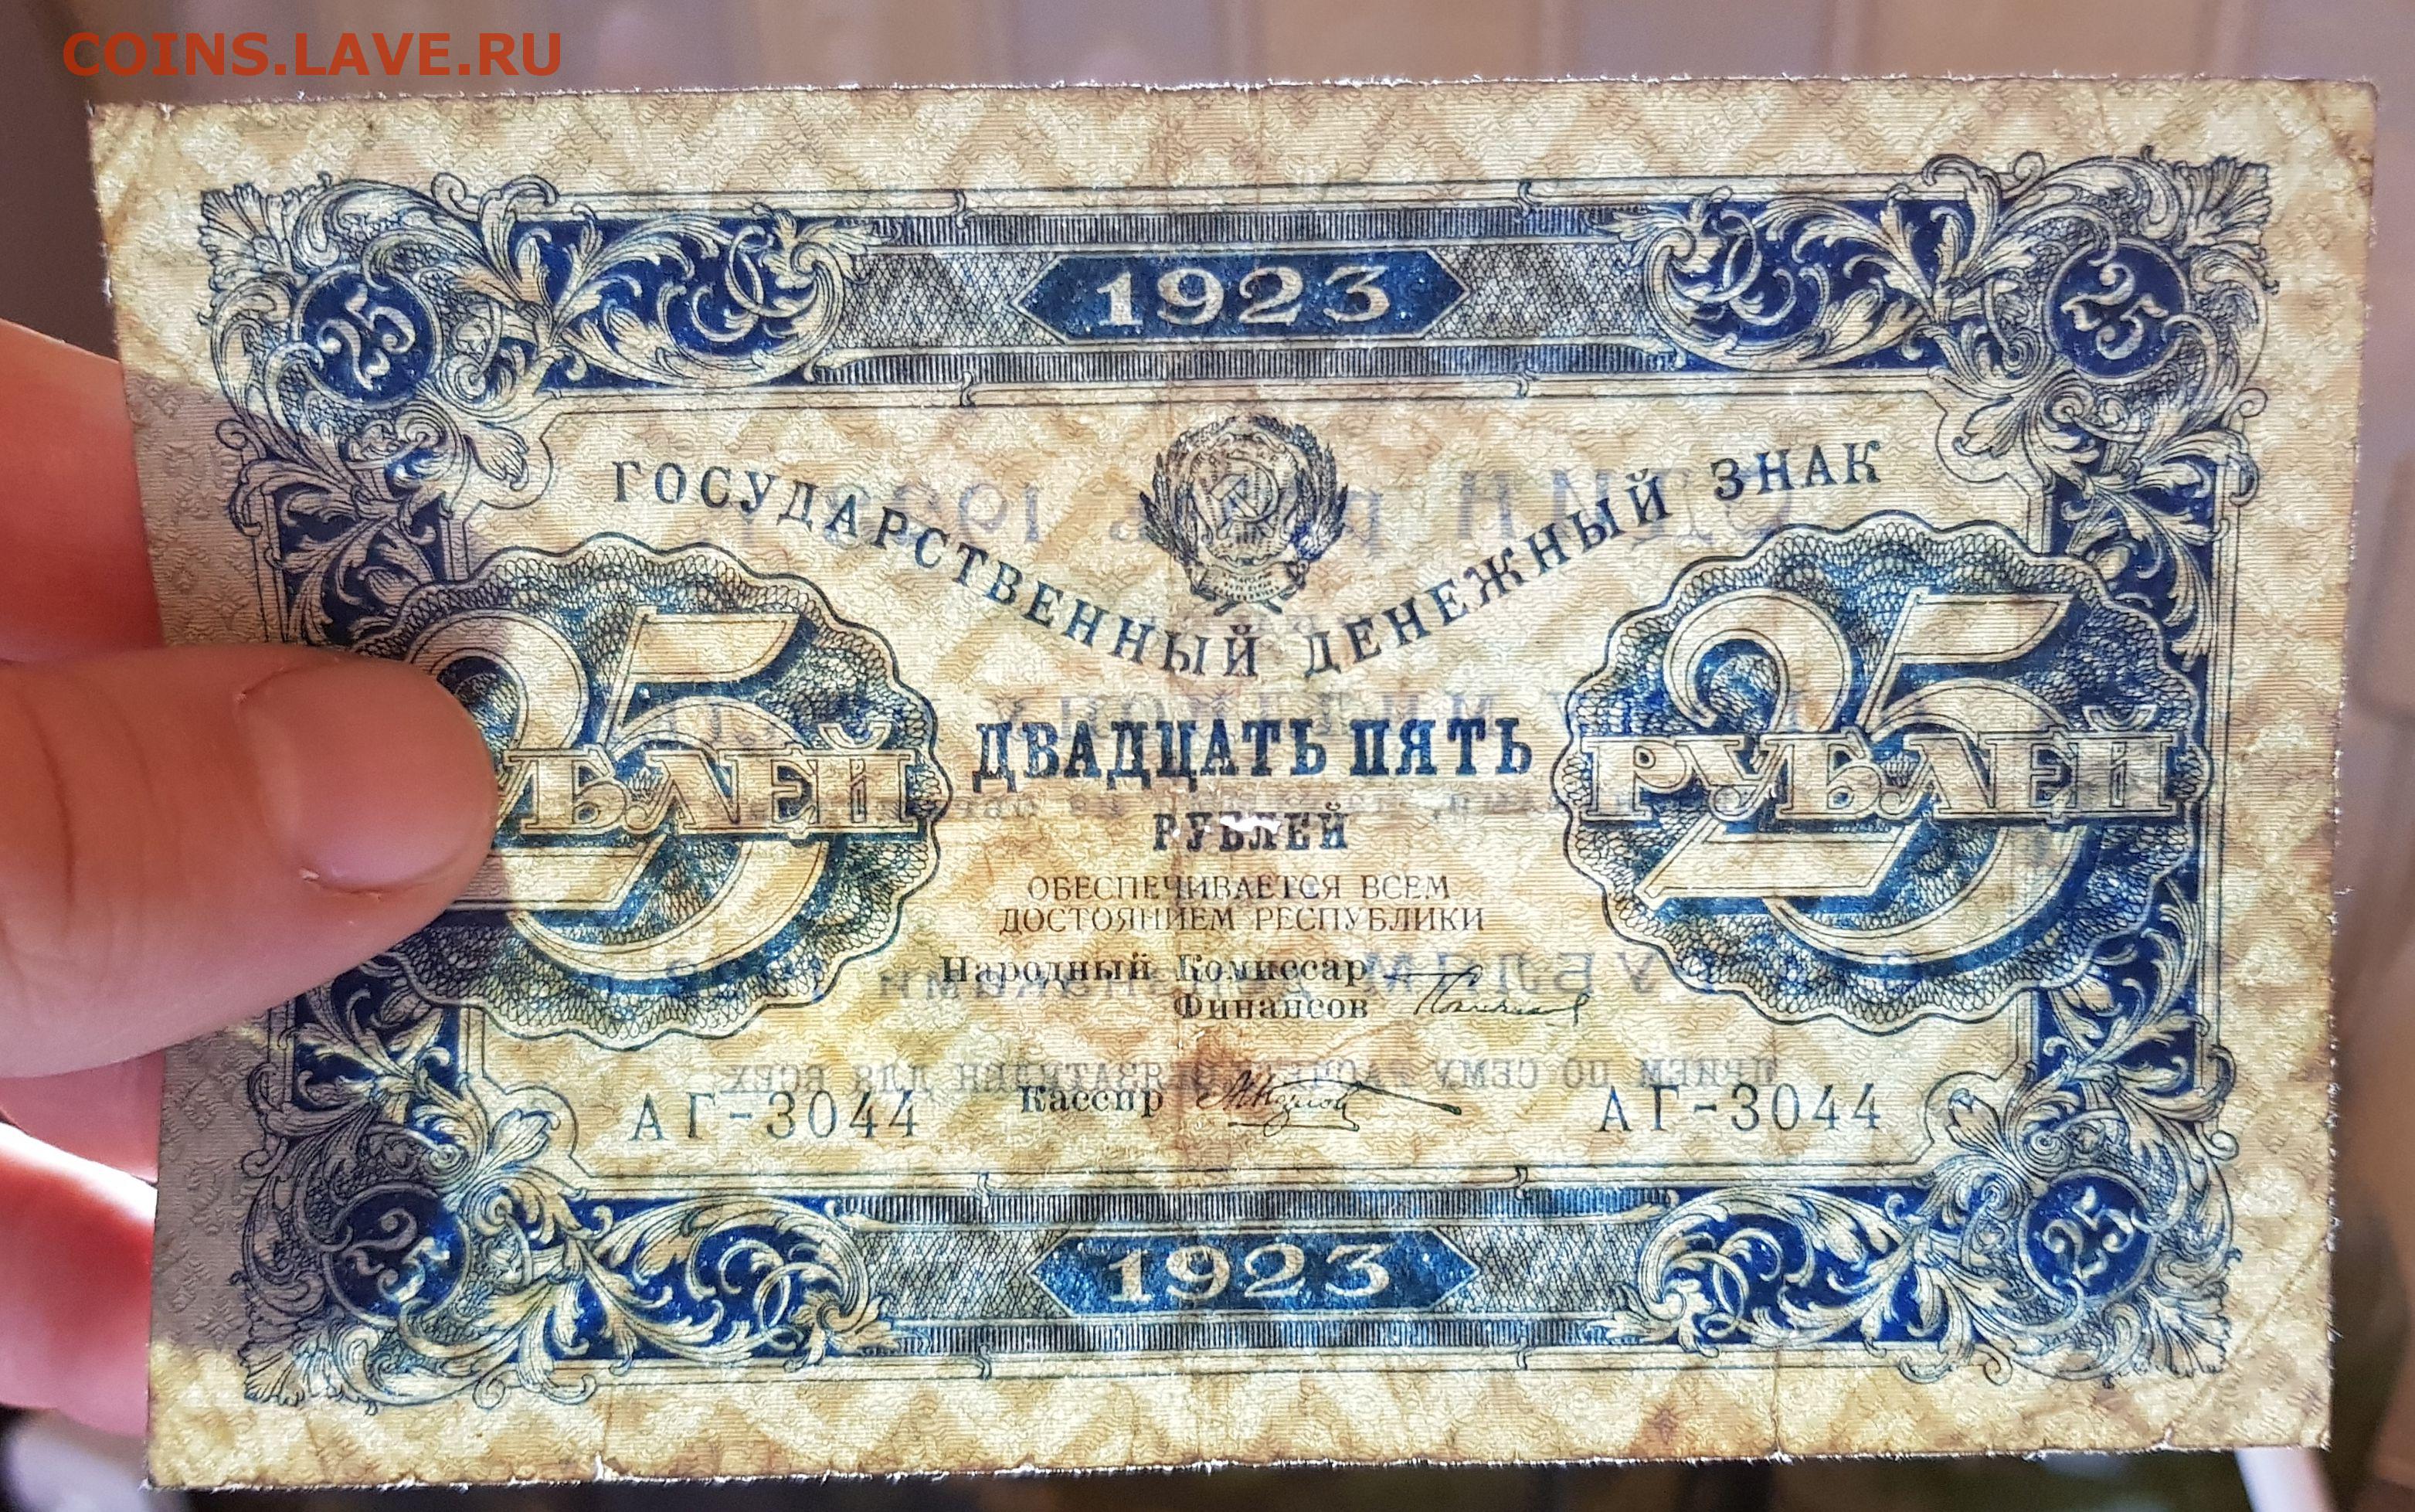 COINS.LAVE.RU
1923
25 25
ГОСУДАРСТВЕННЫЙ ДЕНЕЖНЫЙ ЗНАК
25 25
РУБЛЕЙ
ДВАДЦАТЬ ПЯТЬ
РУБЛЕЙ
ОБЕСПЕЧИВАЕТСЯ ВСЕМ
ДОСТОЯНИЕМ РЕСПУБЛИКИ
Народный Комиссар
Финансов
Кассир
АГ-3044 АГ-3044
25 25
1923